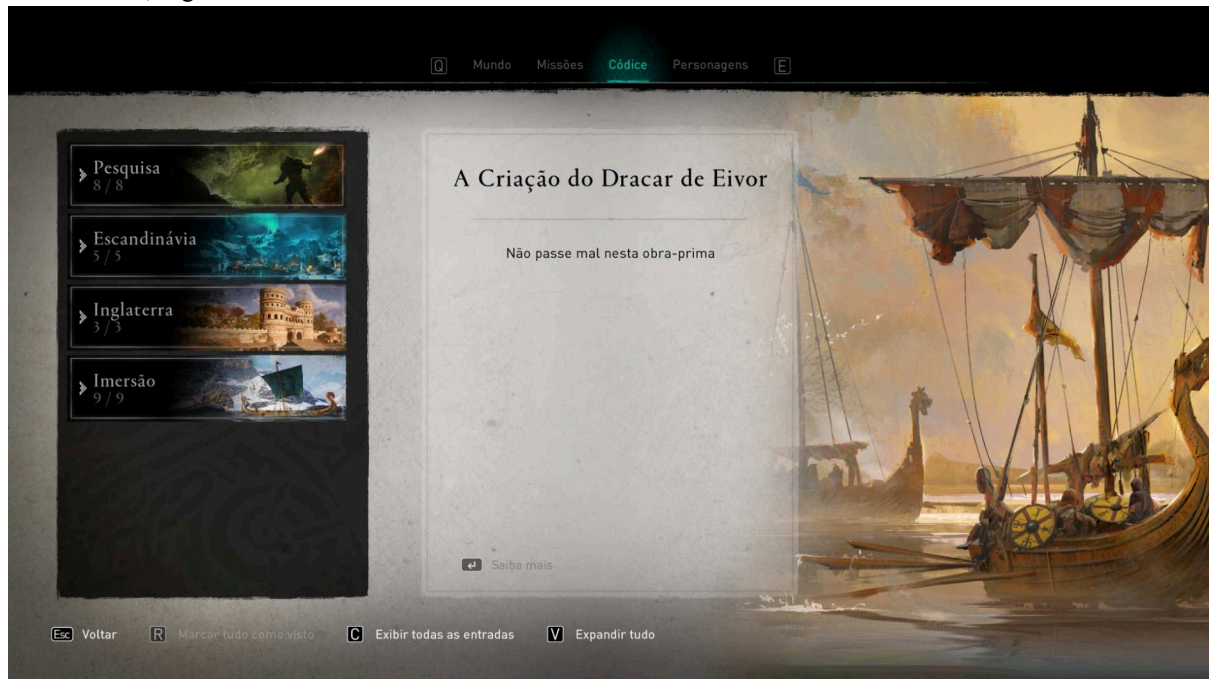 Q Mundo Missões Códice Personagens E
Pesquisa
8 / 8
Escandinávia
5 / 5
Inglaterra
3 / 3
Imersão
9 / 9
A Criação do Dracar de Eivor
Não passe mal nesta obra-prima
Saiba mais
Esc Voltar R Marcar tudo como visto C Exibir todas as entradas V Expandir tudo